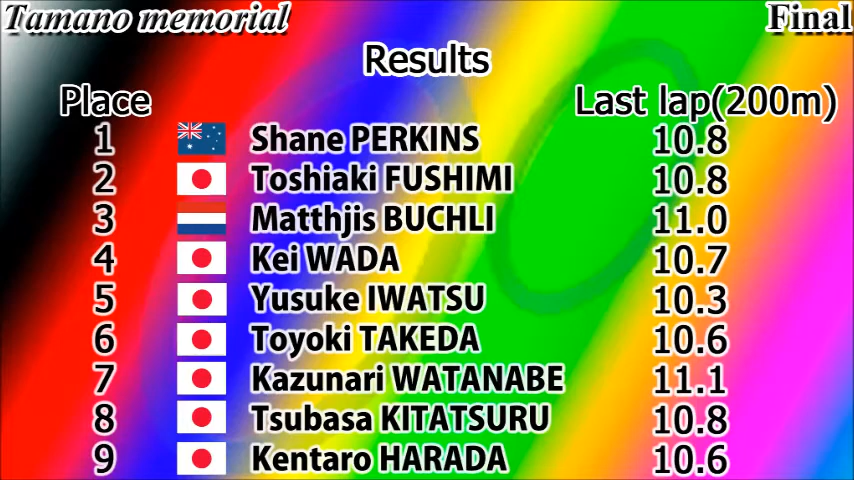 Tamano memorial Final
Results
Place Last lap(200m)
1 Shane PERKINS 10.8
2 Toshiaki FUSHIMI 10.8
3 Matthjis BUCHLI 11.0
4 Kei WADA 10.7
5 Yusuke IWATSU 10.3
6 Toyoki TAKEDA 10.6
7 Kazunari WATANABE 11.1
8 Tsubasa KITATSURU 10.8
9 Kentaro HARADA 10.6